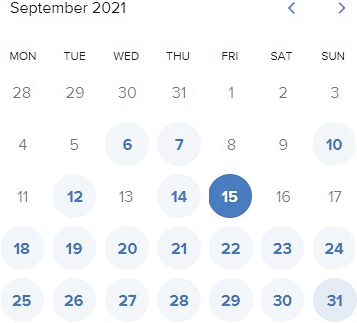 September 2021
MON TUE WED THU FRI SAT SUN
28 29 30 31 1 2 3
4 5 6 7 8 9 10
11 12 13 14 15 16 17
18 19 20 21 22 23 24
25 26 27 28 29 30 31